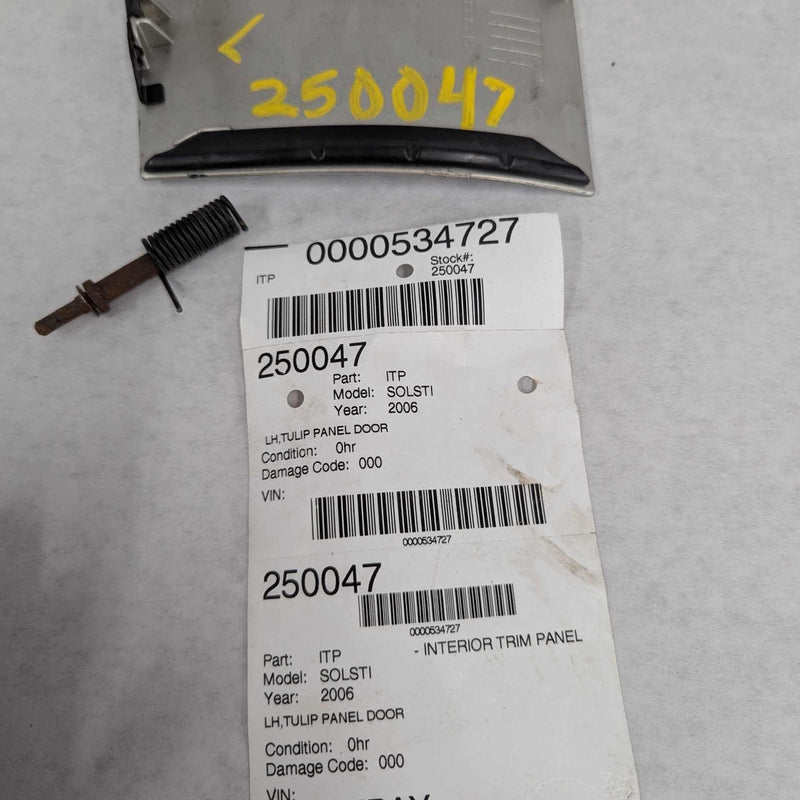 250047
0000534727
ITP
Stock#:
250047
250047
Part: ITP
Model: SOLSTI
Year: 2006
LH,TULIP PANEL DOOR
Condition: 0hr
Damage Code: 000
VIN:
0000534727
250047
0000534727
Part: ITP - INTERIOR TRIM PANEL
Model: SOLSTI
Year: 2006
LH,TULIP PANEL DOOR
Condition: 0hr
Damage Code: 000
VIN: